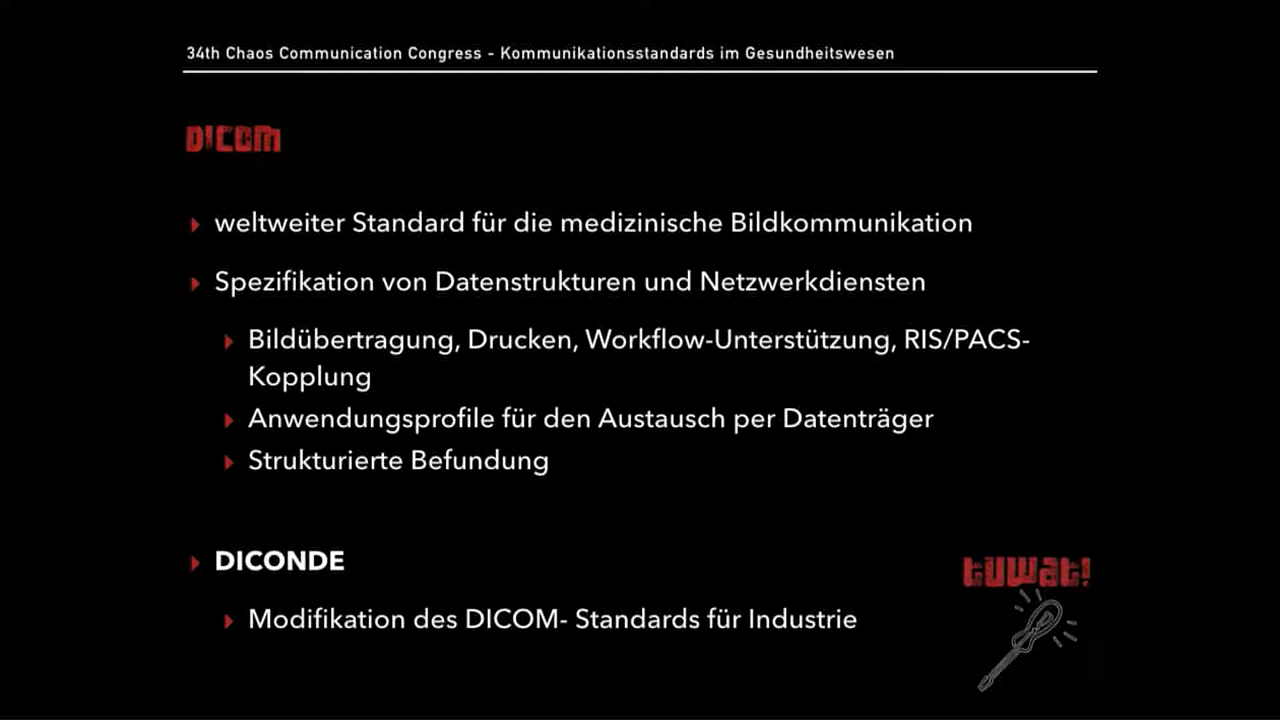 34th Chaos Communication Congress - Kommunikationsstandards im Gesundheitswesen
DICOM
weltweiter Standard für die medizinische Bildkommunikation
Spezifikation von Datenstrukturen und Netzwerkdiensten
Bildübertragung, Drucken, Workflow-Unterstützung, RIS/PACS-
Kopplung
Anwendungsprofile für den Austausch per Datenträger
Strukturierte Befundung
DICONDE
tuwat!
Modifikation des DICOM- Standards für Industrie